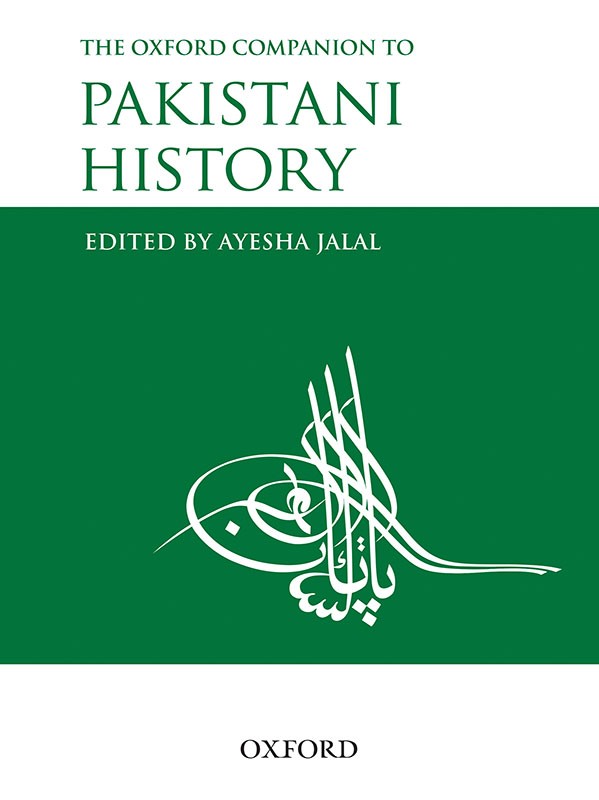 THE OXFORD COMPANION TO
PAKISTANI
HISTORY
EDITED BY AYESHA JALAL
پاکستان
OXFORD